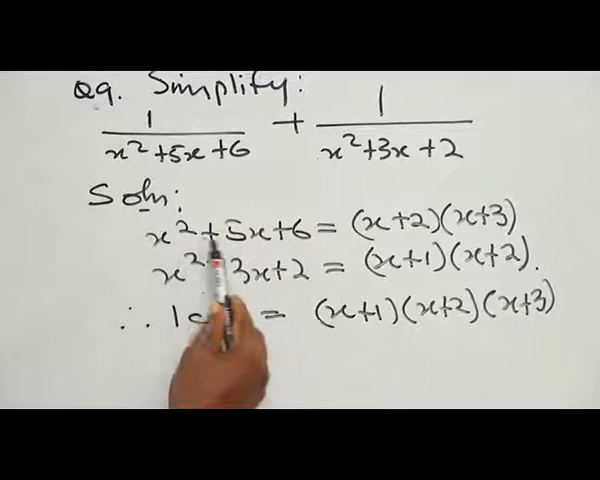 Q9. Simplify:
1/(x²+5x+6) + 1/(x²+3x+2)
Soln:
x²+5x+6 = (x+2)(x+3)
x² 3x+2 = (x+1)(x+2).
∴ = (x+1)(x+2)(x+3)